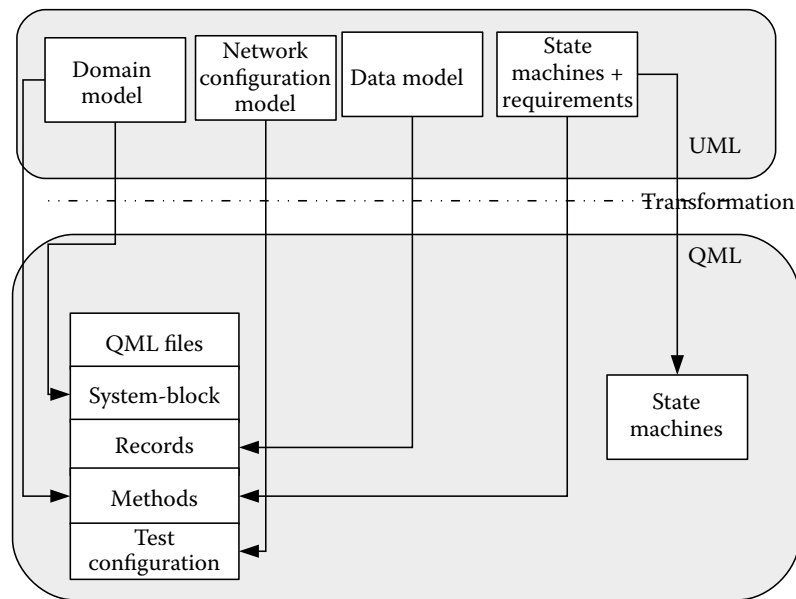 Domain
model
Network
configuration
model
Data model
State
machines +
requirements
UML
Transformation
QML
QML files
System-block
Records
Methods
Test
configuration
State
machines